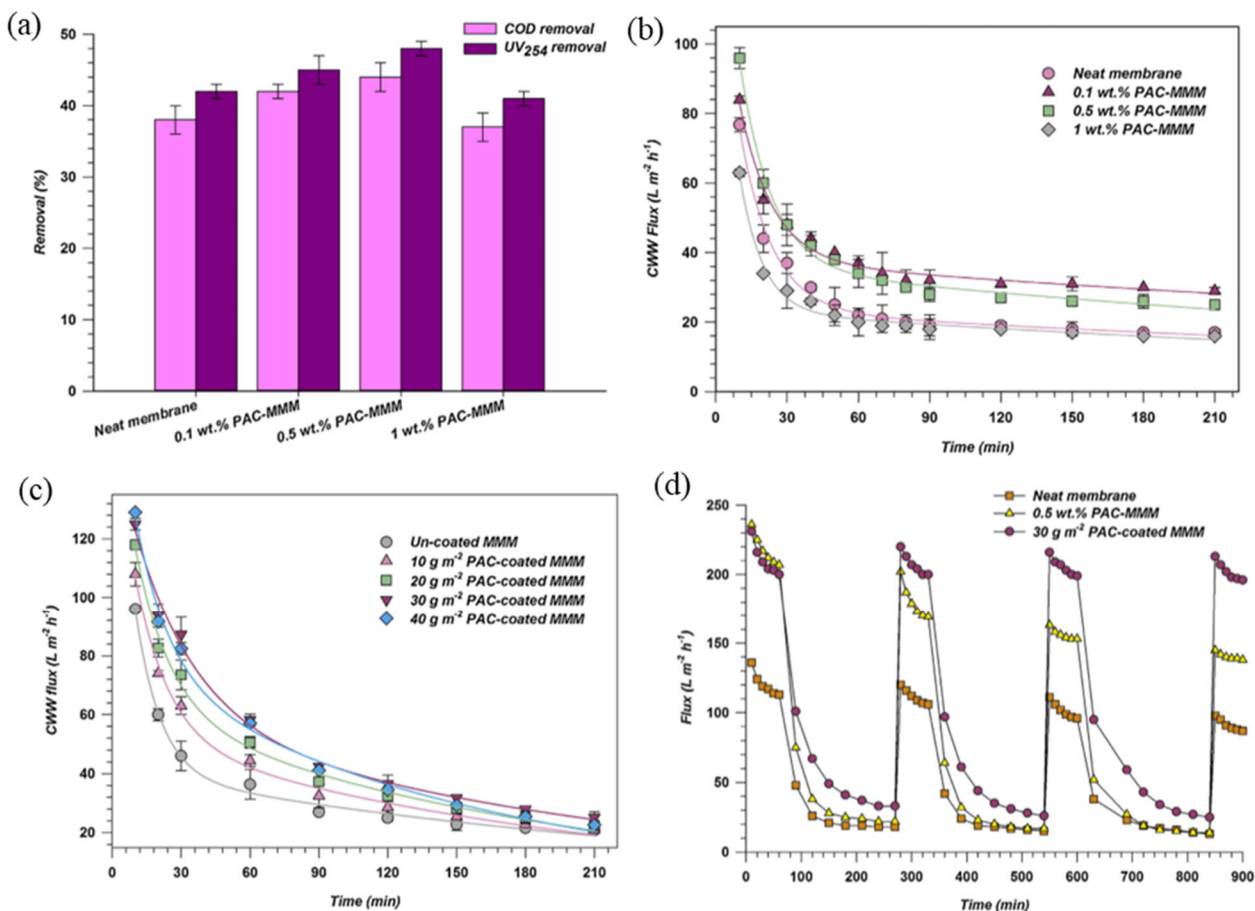 (a)
COD removal
UV254 removal
50
40
30
20
10
0
Removal (%)
Neat membrane
0.1 wt.% PAC-MMM
0.5 wt.% PAC-MMM
1 wt.% PAC-MMM
(b)
Neat membrane
0.1 wt.% PAC-MMM
0.5 wt.% PAC-MMM
1 wt.% PAC-MMM
100
80
60
40
20
0
CWW Flux (L m-2 h-1)
0 30 60 90 120 150 180 210
Time (min)
(c)
Un-coated MMM
10 g m-2 PAC-coated MMM
20 g m-2 PAC-coated MMM
30 g m-2 PAC-coated MMM
40 g m-2 PAC-coated MMM
120
100
80
60
40
20
CWW flux (L m-2 h-1)
0 30 60 90 120 150 180 210
Time (min)
(d)
Neat membrane
0.5 wt.% PAC-MMM
30 g m-2 PAC-coated MMM
250
200
150
100
50
0
Flux (L m-2 h-1)
0 100 200 300 400 500 600 700 800 900
Time (min)